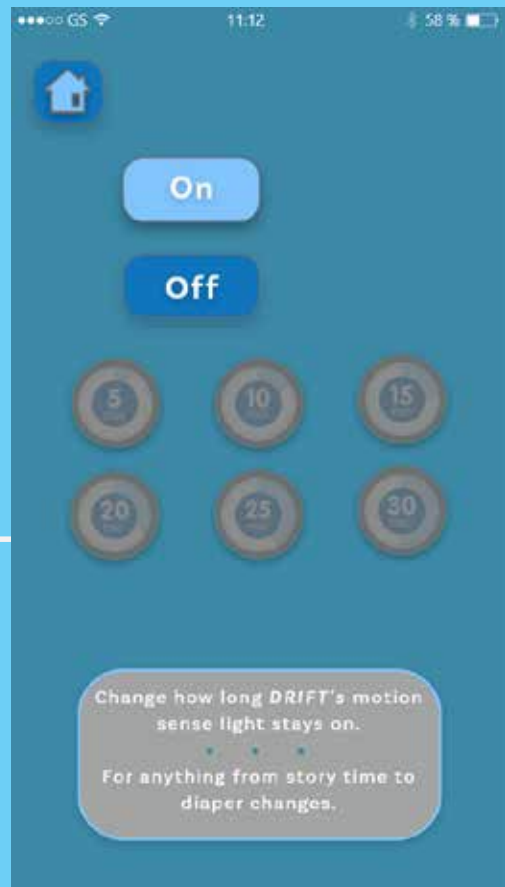 GS 11:12 58 %
On
Off
5 10 15
20 25 30
Change how long DRIFT's motion
sense light stays on.
For anything from story time to
diaper changes.